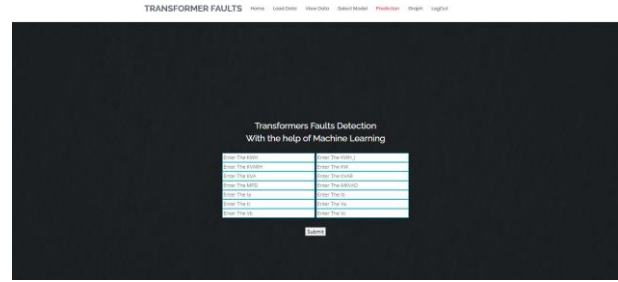 TRANSFORMER FAULTS Home Load Data View Data Select Model Prediction Graph LogOut
Transformers Faults Detection
With the help of Machine Learning
Enter The KWH Enter The KWH_I
Enter The KVARH Enter The KW
Enter The KVA Enter The KVAR
Enter The MPD Enter The MKVAD
Enter The Ia Enter The Ib
Enter The Ic Enter The Va
Enter The Vb Enter The Vc
Submit